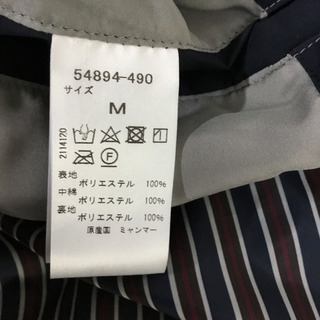 54894-490
サイズ
M
2114120
表地
ポリエステル 100%
中綿
ポリエステル 100%
裏地
ポリエステル 100%
原産国 ミャンマー